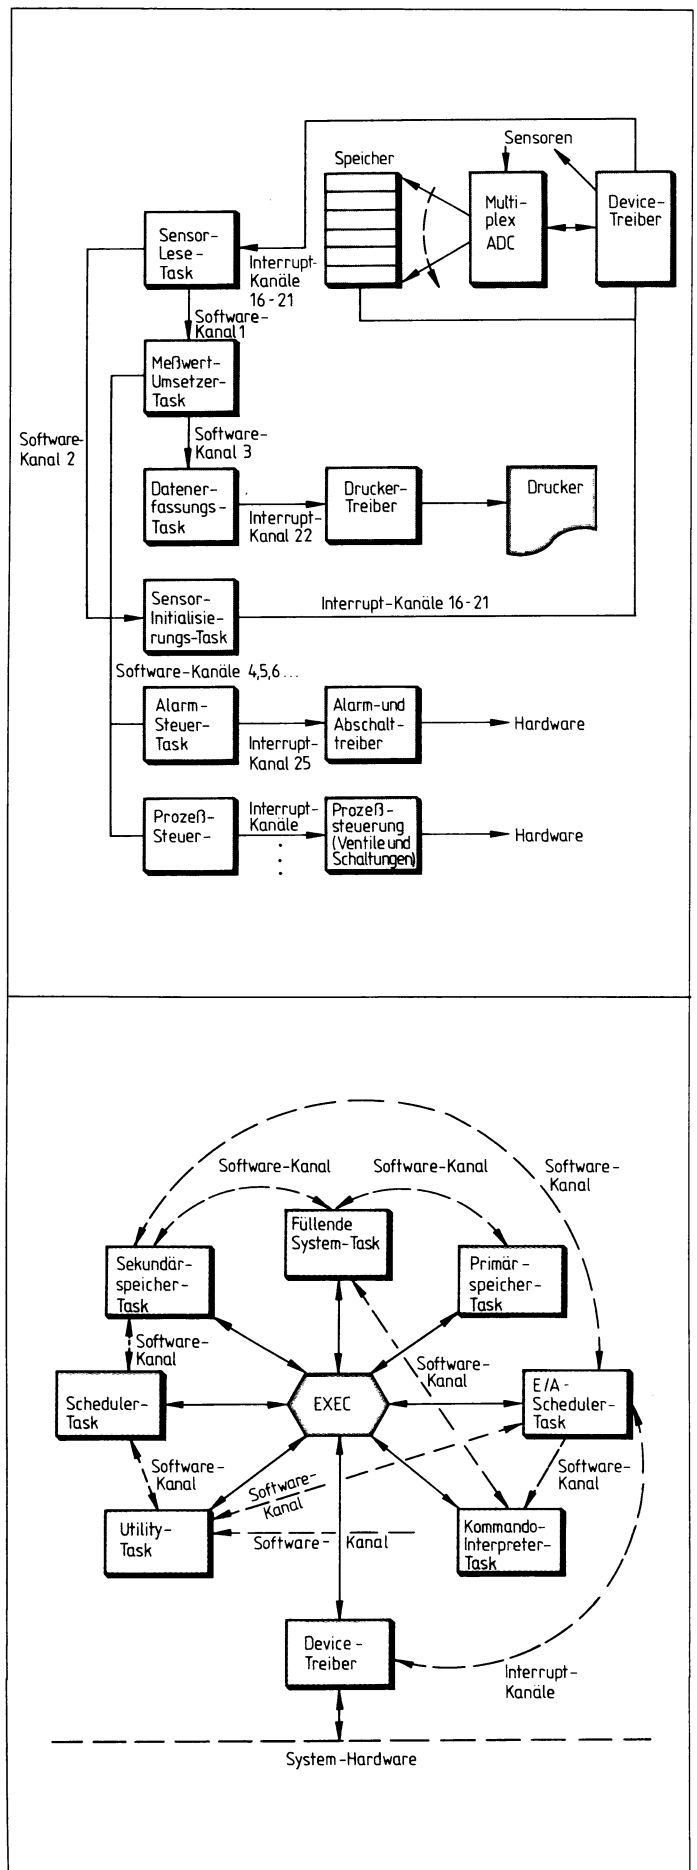 Sensoren
Speicher
Multi-
plex
ADC
Device-
Treiber
Sensor-
Lese-
Task
Interrupt-
Kanäle
16-21
Software-
Kanal 1
Meßwert-
Umsetzer-
Task
Software-
Kanal 2
Software-
Kanal 3
Datener-
fassungs-
Task
Interrupt-
Kanal 22
Drucker-
Treiber
Drucker
Sensor-
Initialisie-
rungs-Task
Interrupt-Kanäle 16-21
Software-Kanäle 4,5,6...
Alarm-
Steuer-
Task
Interrupt-
Kanal 25
Alarm-und
Abschalt-
treiber
Hardware
Prozeß-
Steuer-
Interrupt-
Kanäle
Prozeß-
steuerung
(Ventile und
Schaltungen)
Hardware
Software-Kanal
Software-Kanal
Software-
Kanal
Füllende
System-Task
Sekundär-
speicher-
Task
Primär-
speicher-
Task
Software-
Kanal
Software-
Kanal
Scheduler-
Task
EXEC
E/A-
Scheduler-
Task
Software-
Kanal
Software-
Kanal
Software-
Kanal
Utility-
Task
Software-Kanal
Kommando-
Interpreter-
Task
Device-
Treiber
Interrupt-
Kanäle
System-Hardware